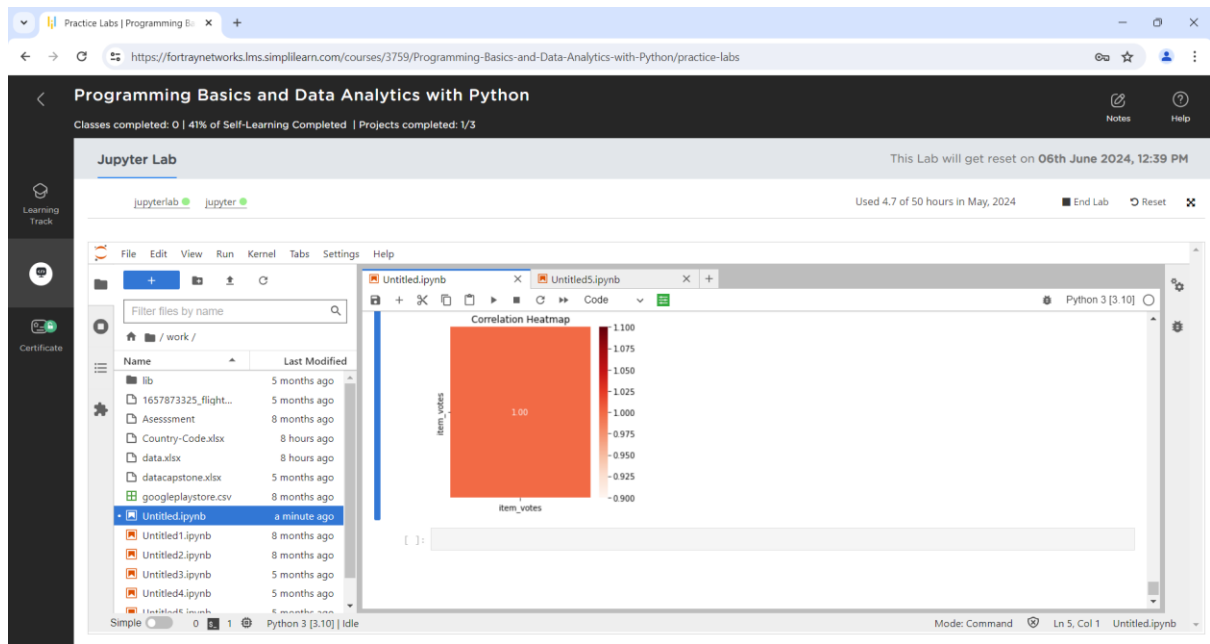 Practice Labs | Programming Ba
https://fortraynetworks.lms.simplilearn.com/courses/3759/Programming-Basics-and-Data-Analytics-with-Python/practice-labs
Programming Basics and Data Analytics with Python
Classes completed: 0 | 41% of Self-Learning Completed | Projects completed: 1/3
Notes
Help
Learning
Track
Certificate
Jupyter Lab
This Lab will get reset on 06th June 2024, 12:39 PM
jupyterlab
jupyter
Used 4.7 of 50 hours in May, 2024
End Lab
Reset
File Edit View Run Kernel Tabs Settings Help
Filter files by name
/ work /
Name Last Modified
lib 5 months ago
1657873325_flight... 5 months ago
Asesssment 8 months ago
Country-Code.xlsx 8 hours ago
data.xlsx 8 hours ago
datacapstone.xlsx 5 months ago
googleplaystore.csv 8 months ago
Untitled.ipynb a minute ago
Untitled1.ipynb 8 months ago
Untitled2.ipynb 8 months ago
Untitled3.ipynb 5 months ago
Untitled4.ipynb 5 months ago
Untitled5.ipynb 5 months ago
Untitled.ipynb
Untitled5.ipynb
Code
Python 3 [3.10]
Correlation Heatmap
item_votes
1.00
item_votes
1.100
1.075
1.050
1.025
1.000
0.975
0.950
0.925
0.900
[ ]:
Simple 0 $_ 1 Python 3 [3.10] | Idle
Mode: Command Ln 5, Col 1 Untitled.ipynb